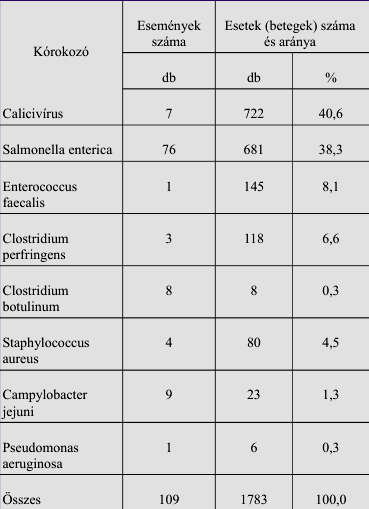 Kórokozó
Események száma
Esetek (betegek) száma és aránya
db
db
%
Calicivírus 7 722 40,6
Salmonella enterica 76 681 38,3
Enterococcus faecalis 1 145 8,1
Clostridium perfringens 3 118 6,6
Clostridium botulinum 8 8 0,3
Staphylococcus aureus 4 80 4,5
Campylobacter jejuni 9 23 1,3
Pseudomonas aeruginosa 1 6 0,3
Összes 109 1783 100,0